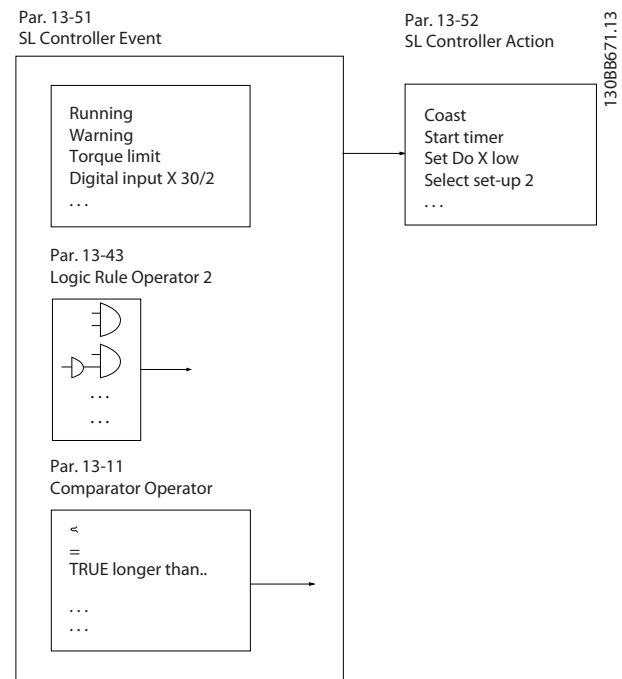 Par. 13-51
SL Controller Event
Par. 13-52
SL Controller Action
130BB671.13
Running
Warning
Torque limit
Digital input X 30/2
. . .
Coast
Start timer
Set Do X low
Select set-up 2
. . .
Par. 13-43
Logic Rule Operator 2
. . .
. . .
Par. 13-11
Comparator Operator
<
=
TRUE longer than..
. . .
. . .